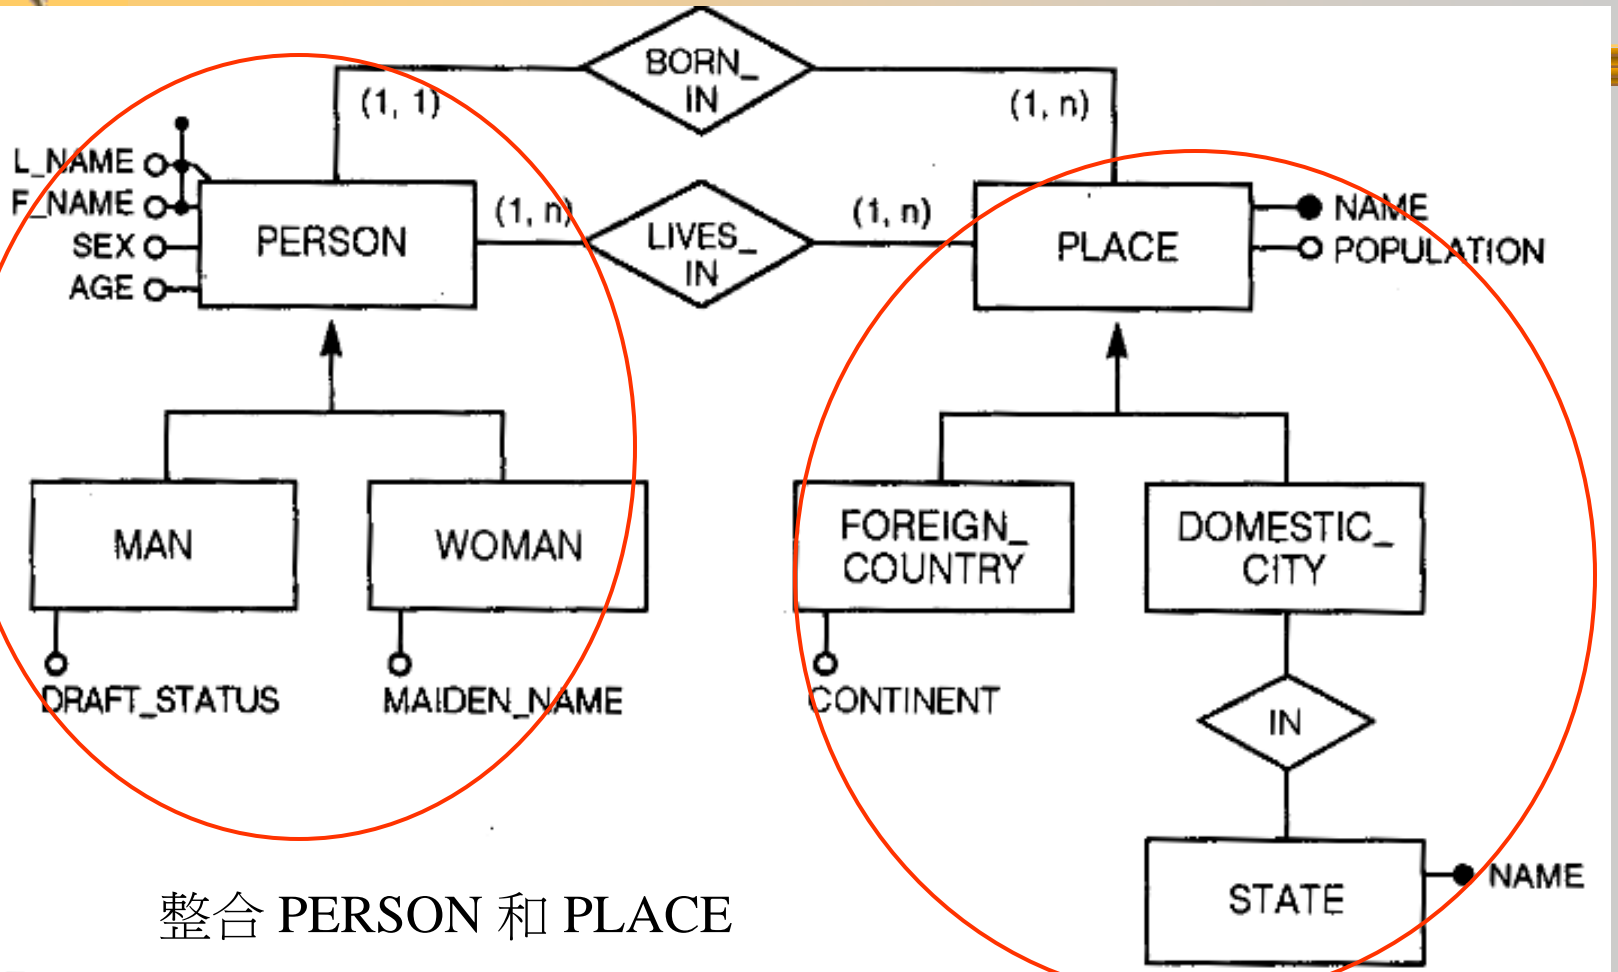 BORN_
IN
(1, 1)
(1, n)
L_NAME
F_NAME
SEX
AGE
PERSON
(1, n)
LIVES_
IN
(1, n)
PLACE
NAME
POPULATION
MAN
WOMAN
FOREIGN_
COUNTRY
DOMESTIC_
CITY
DRAFT_STATUS
MAIDEN_NAME
CONTINENT
IN
STATE
NAME
整合 PERSON 和 PLACE